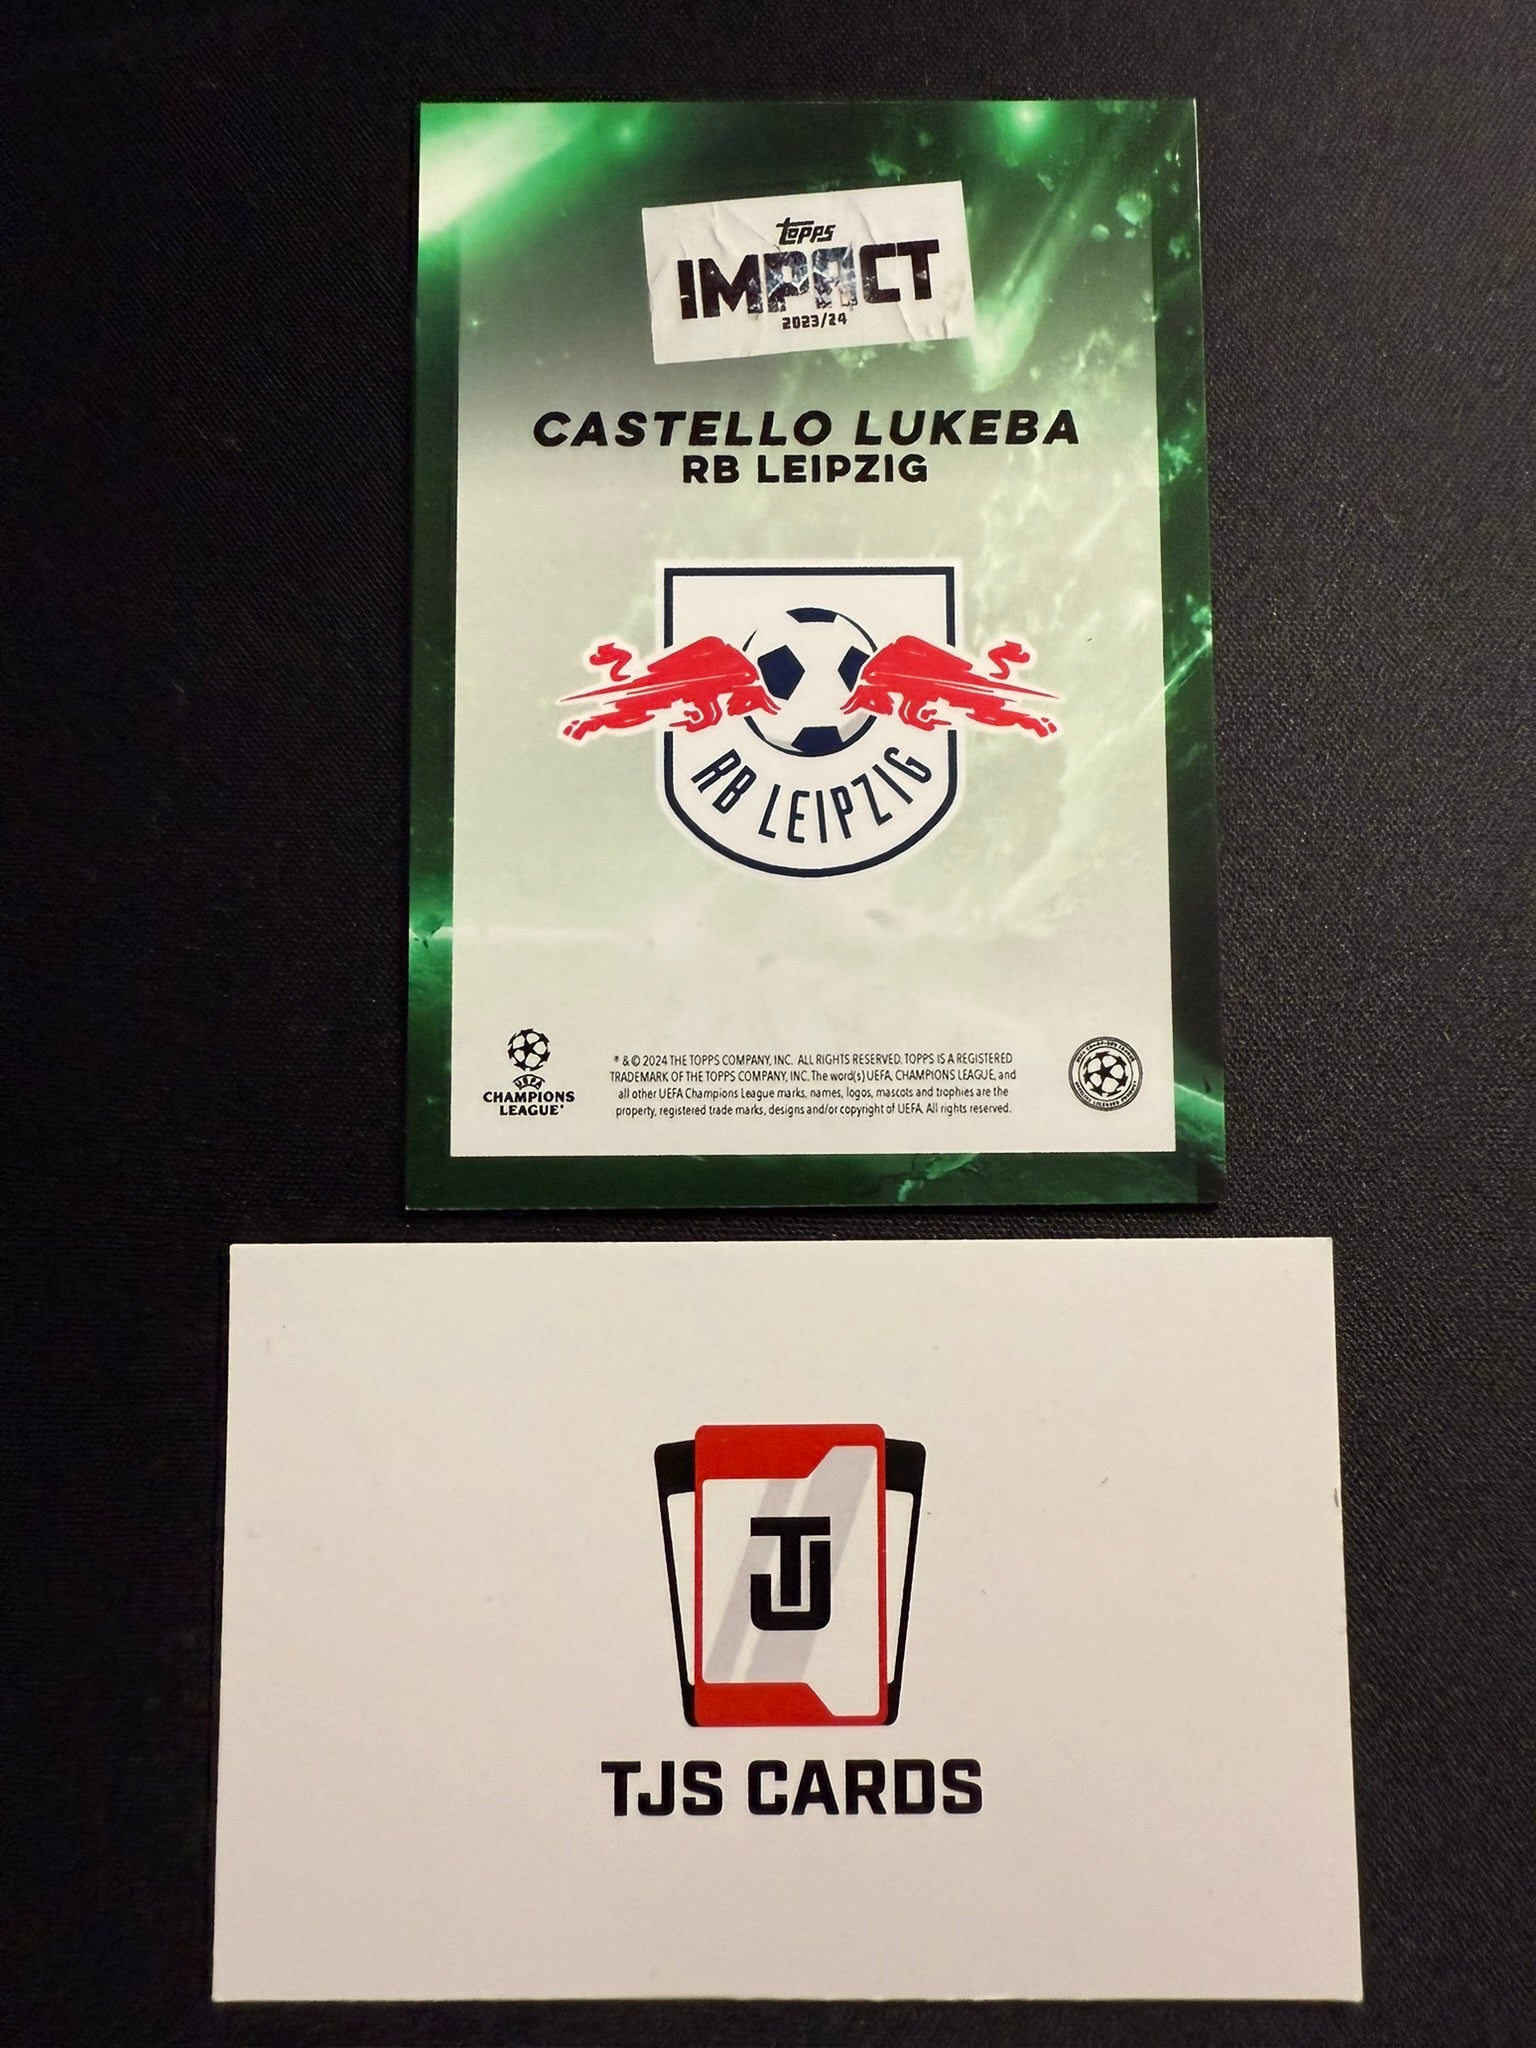 Topps
IMPACT
2023/24
CASTELLO LUKEBA
RB LEIPZIG
RB LEIPZIG
UEFA
CHAMPIONS
LEAGUE®
® & © 2024 THE TOPPS COMPANY, INC. ALL RIGHTS RESERVED. TOPPS IS A REGISTERED
TRADEMARK OF THE TOPPS COMPANY, INC. The word(s) UEFA, CHAMPIONS LEAGUE, and
all other UEFA Champions League marks, names, logos, mascots and trophies are the
property, registered trade marks, designs and/or copyright of UEFA. All rights reserved.
TJ
TJS CARDS